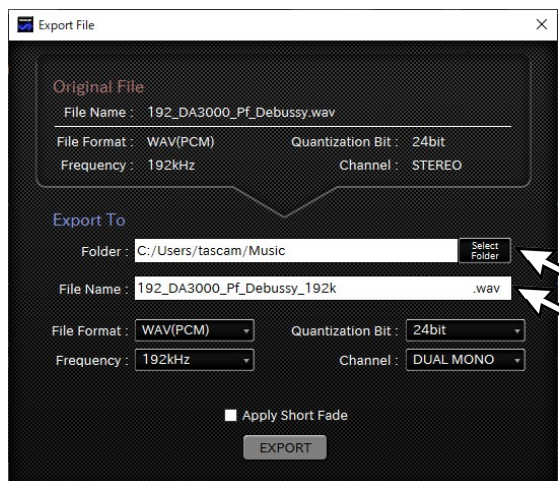 Export File
Original File
File Name : 192_DA3000_Pf_Debussy.wav
File Format : WAV(PCM) Quantization Bit : 24bit
Frequency : 192kHz Channel : STEREO
Export To
Folder : C:/Users/tascam/Music Select Folder
File Name : 192_DA3000_Pf_Debussy_192k .wav
File Format : WAV(PCM) Quantization Bit : 24bit
Frequency : 192kHz Channel : DUAL MONO
Apply Short Fade
EXPORT